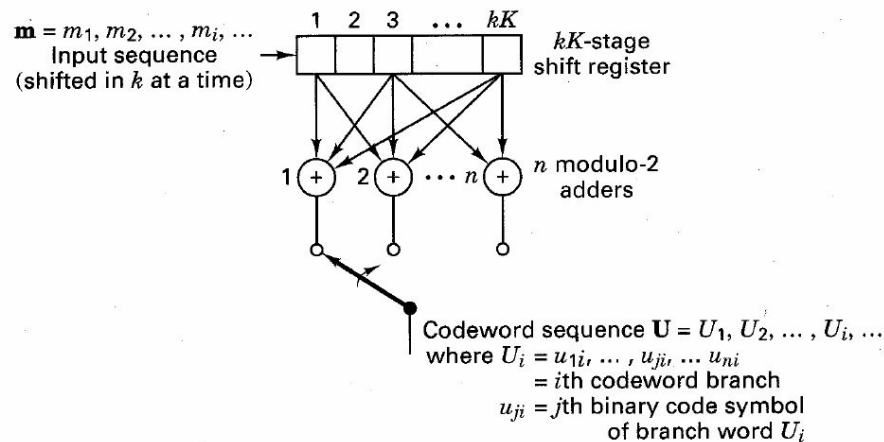 1 2 3 ... kK
m = m1, m2, ... , mi, ...
Input sequence
(shifted in k at a time)
kK-stage
shift register
1 + 2 + ... n +
n modulo-2
adders
Codeword sequence U = U1, U2, ... , Ui, ...
where Ui = u1i, ... , uji, ... uni
= ith codeword branch
uji = jth binary code symbol
of branch word Ui